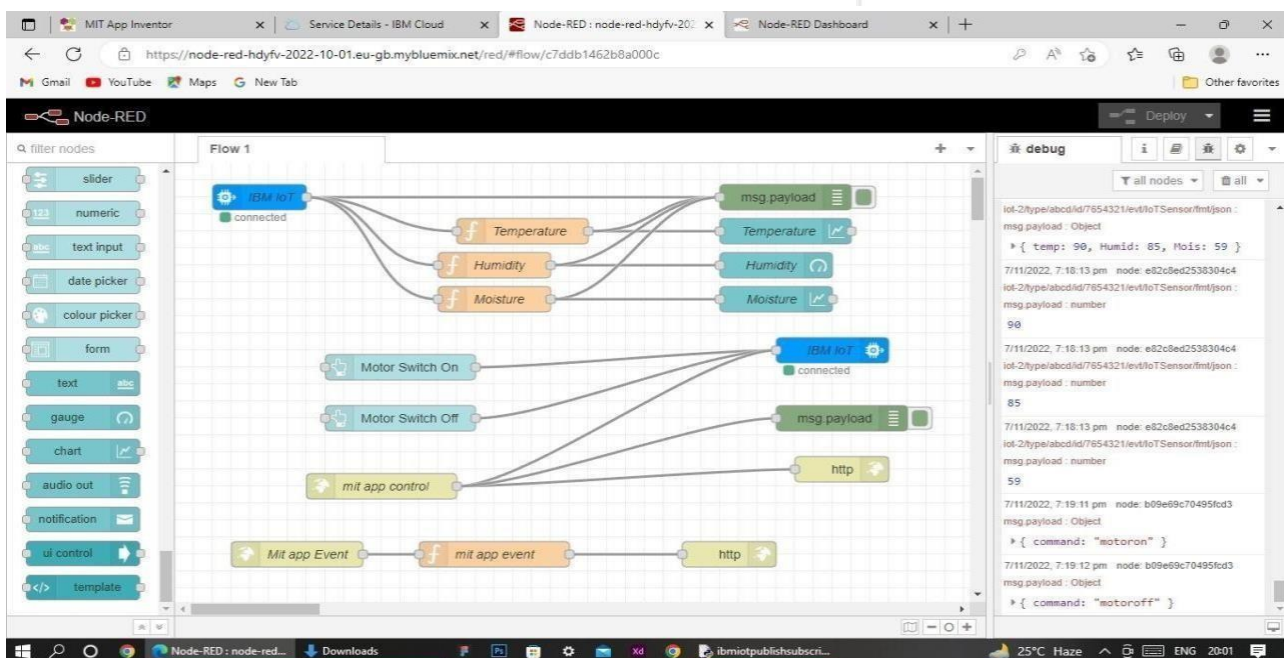 MIT App Inventor
Service Details - IBM Cloud
Node-RED : node-red-hdyfv-202
Node-RED Dashboard
https://node-red-hdyfv-2022-10-01.eu-gb.mybluemix.net/red/#flow/c7ddb1462b8a000c
Gmail YouTube Maps New Tab Other favorites
Node-RED Deploy
filter nodes
slider
123 numeric
abc text input
date picker
colour picker
form
text abc
gauge
chart
audio out
notification
ui control
</> template
Flow 1
IBM IoT
connected
Temperature
Humidity
Moisture
msg.payload
Temperature
Humidity
Moisture
Motor Switch On
Motor Switch Off
IBM IoT
connected
msg.payload
mit app control
http
Mit app Event
mit app event
http
debug
all nodes all
iot-2/type/abcd/id/7654321/evt/IoTSensor/fmt/json :
msg.payload : Object
{ temp: 90, Humid: 85, Mois: 59 }
7/11/2022, 7:18:13 pm node: e82c8ed2538304c4
iot-2/type/abcd/id/7654321/evt/IoTSensor/fmt/json :
msg.payload : number
90
7/11/2022, 7:18:13 pm node: e82c8ed2538304c4
iot-2/type/abcd/id/7654321/evt/IoTSensor/fmt/json :
msg.payload : number
85
7/11/2022, 7:18:13 pm node: e82c8ed2538304c4
iot-2/type/abcd/id/7654321/evt/IoTSensor/fmt/json :
msg.payload : number
59
7/11/2022, 7:19:11 pm node: b09e69c70495fcd3
msg.payload : Object
{ command: "motoron" }
7/11/2022, 7:19:12 pm node: b09e69c70495fcd3
msg.payload : Object
{ command: "motoroff" }
Node-RED : node-red... Downloads Ps Xd ibmiotpublishsubscri... 25°C Haze ENG 20:01